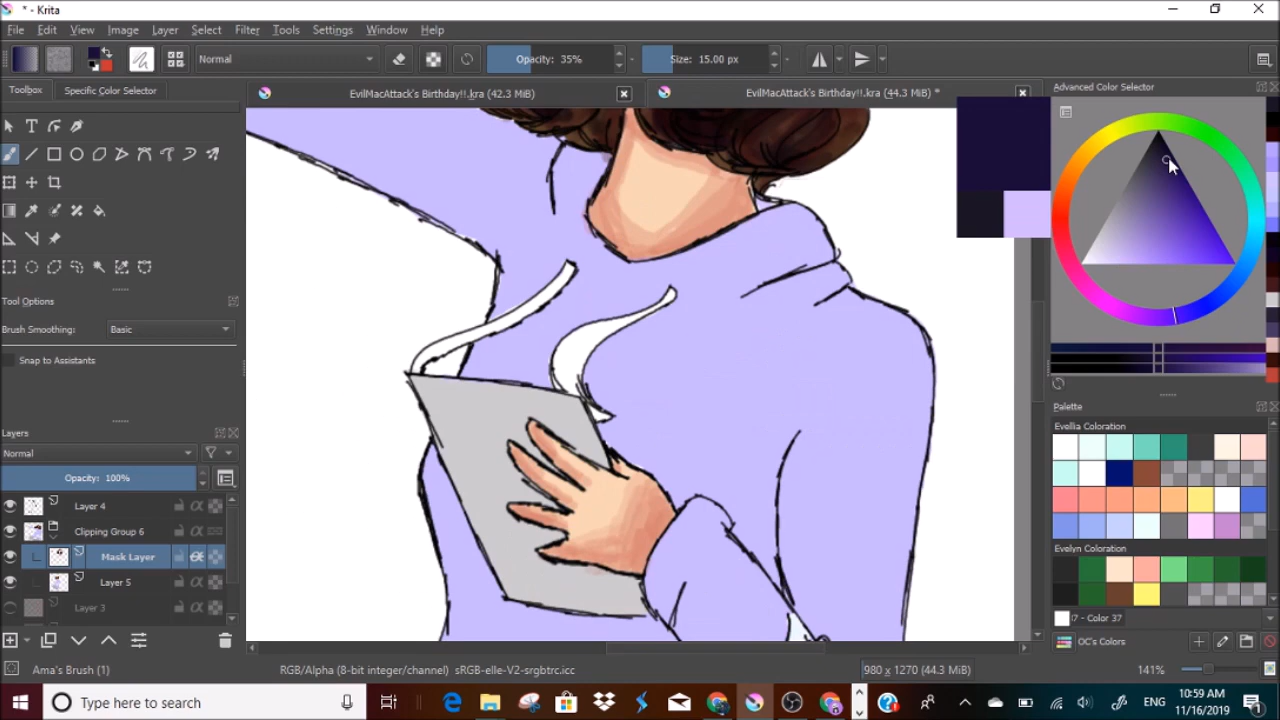 * - Krita
File Edit View Image Layer Select Filter Tools Settings Window Help
Normal Opacity: 35% Size: 15.00 px
Toolbox Specific Color Selector
EvilMacAttack's Birthday!!.kra (42.3 MiB)
EvilMacAttack's Birthday!!.kra (44.3 MiB) *
Advanced Color Selector
Tool Options
Brush Smoothing: Basic
Snap to Assistants
Layers
Normal
Opacity: 100%
Layer 4
Clipping Group 6
Mask Layer
Layer 5
Layer 3
Palette
Evellia Coloration
Evelyn Coloration
7 - Color 37
OC's Colors
Ama's Brush (1)
RGB/Alpha (8-bit integer/channel) sRGB-elle-V2-srgbtrc.icc
980 x 1270 (44.3 MiB)
141%
Type here to search
ENG
10:59 AM
11/16/2019
1